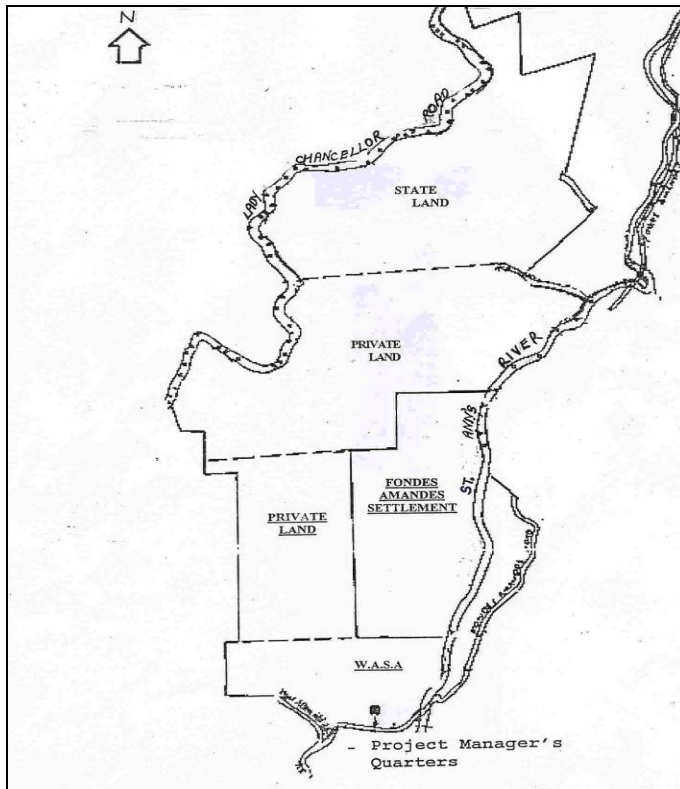 N
LADY CHANCELLOR ROAD
STATE
LAND
PRIVATE
LAND
ST. ANN'S RIVER
FONDES
AMANDES
SETTLEMENT
PRIVATE
LAND
W.A.S.A
- Project Manager's
Quarters